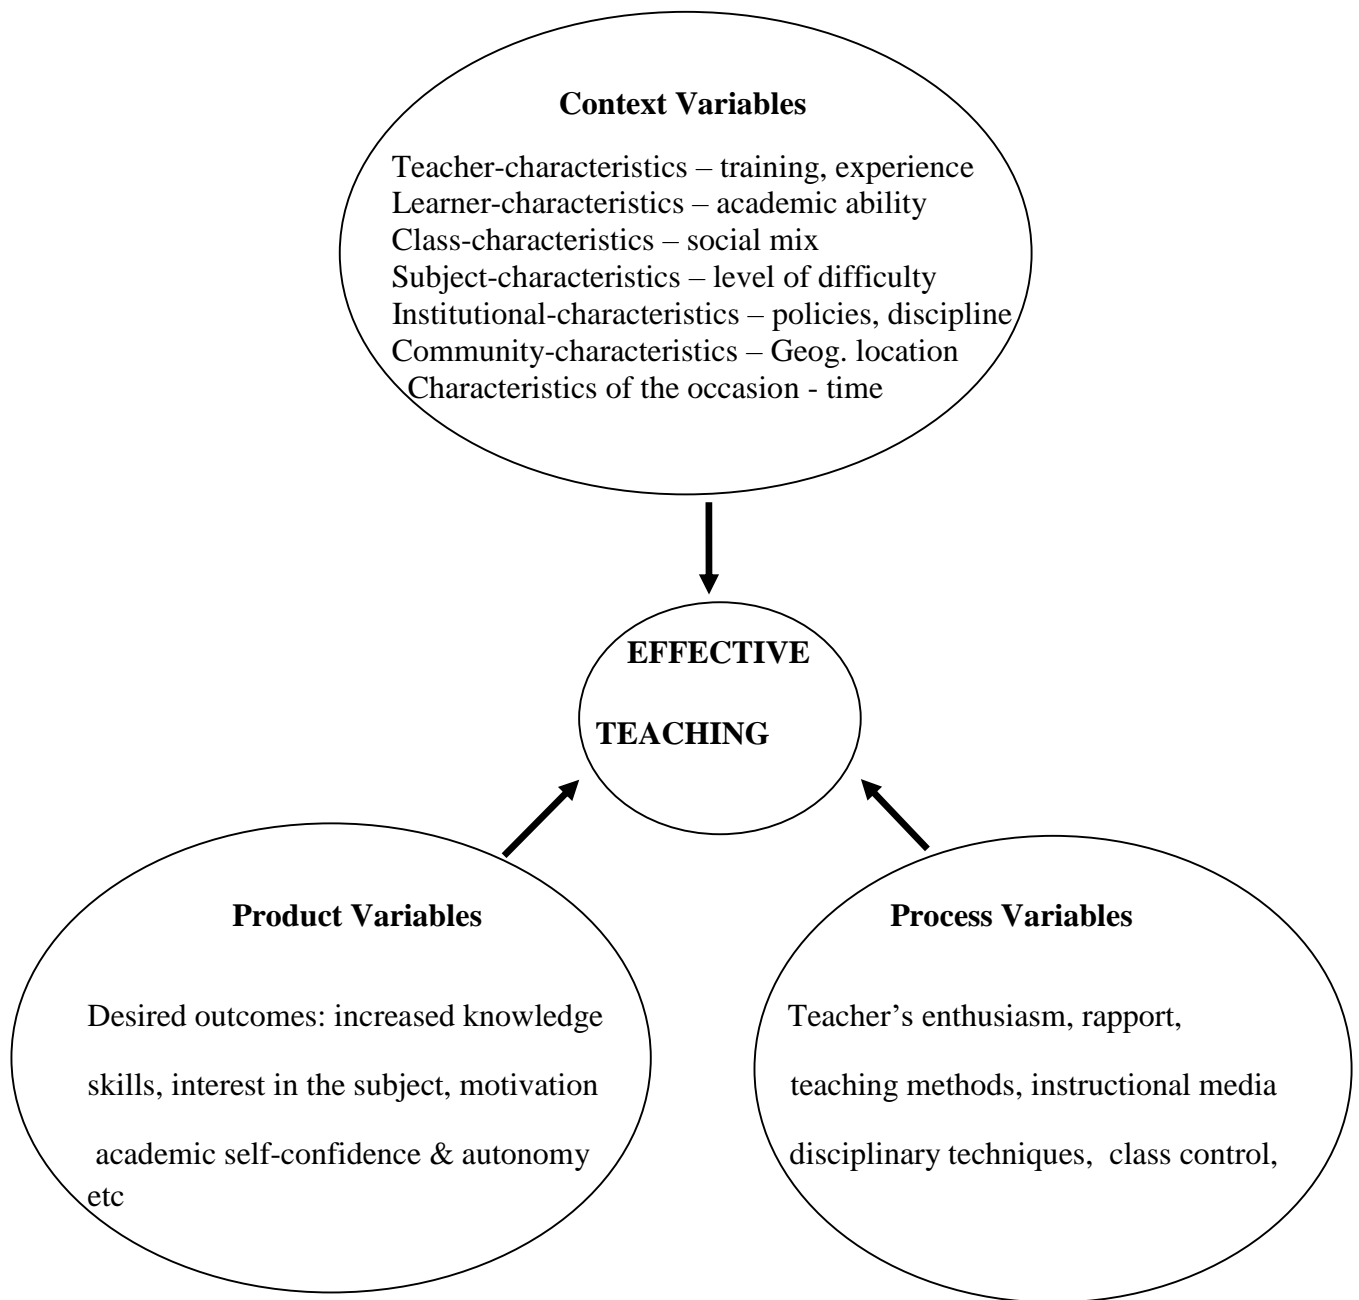 Context Variables
Teacher-characteristics – training, experience
Learner-characteristics – academic ability
Class-characteristics – social mix
Subject-characteristics – level of difficulty
Institutional-characteristics – policies, discipline
Community-characteristics – Geog. location
Characteristics of the occasion - time
EFFECTIVE
TEACHING
Product Variables
Desired outcomes: increased knowledge
skills, interest in the subject, motivation
academic self-confidence & autonomy
etc
Process Variables
Teacher’s enthusiasm, rapport,
teaching methods, instructional media
disciplinary techniques,  class control,